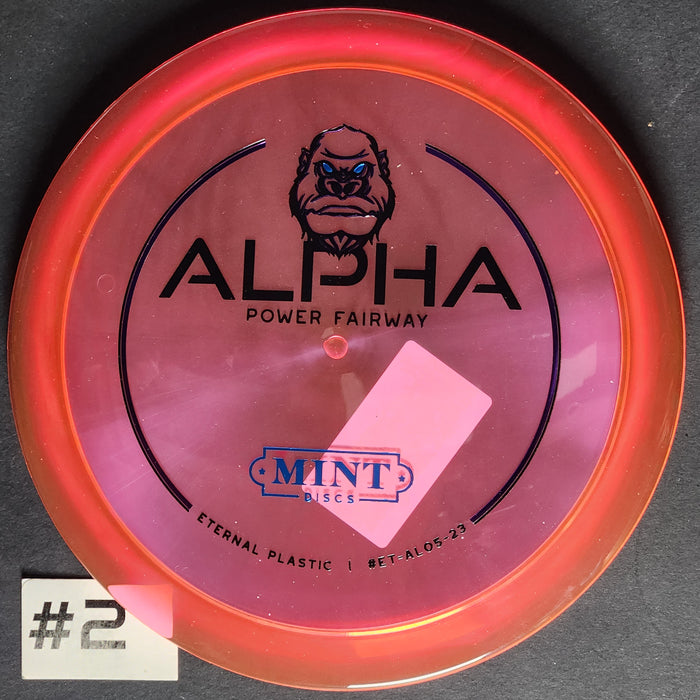 ALPHA
POWER FAIRWAY
MINT
DISCS
ETERNAL PLASTIC | #ET-AL05-23
#2